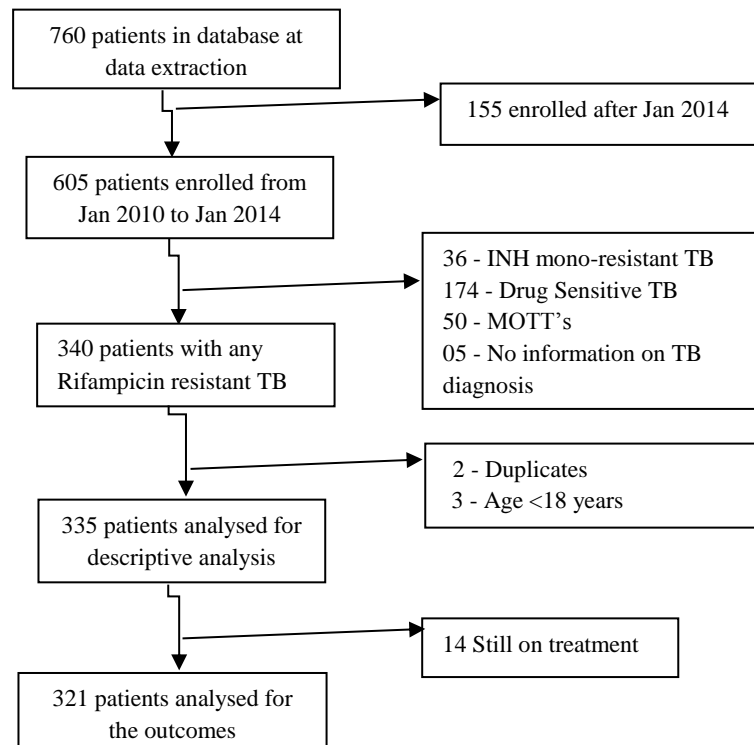 760 patients in database at
data extraction
155 enrolled after Jan 2014
605 patients enrolled from
Jan 2010 to Jan 2014
36 - INH mono-resistant TB
174 - Drug Sensitive TB
50 - MOTT's
05 - No information on TB
diagnosis
340 patients with any
Rifampicin resistant TB
2 - Duplicates
3 - Age <18 years
335 patients analysed for
descriptive analysis
14 Still on treatment
321 patients analysed for
the outcomes